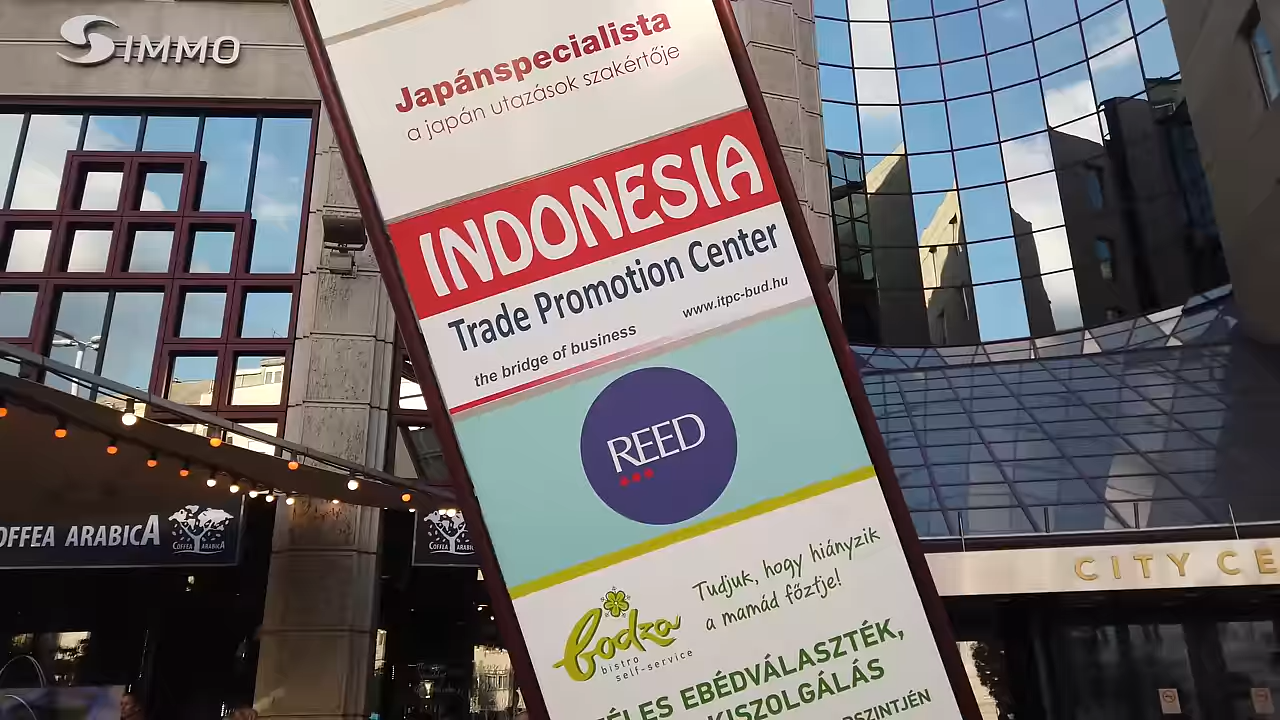 SIMMO
Japánspecialista
a japán utazások szakértője
INDONESIA
Trade Promotion Center
www.itpc-bud.hu
the bridge of business
REED
COFFEA ARABICA
COFFEA ARABICA
CITY CE
bodza
bistro
self-service
Tudjuk, hogy hiányzik
a mamád főztje!
EBÉDVÁLASZTÉK,
KISZOLGÁLÁS